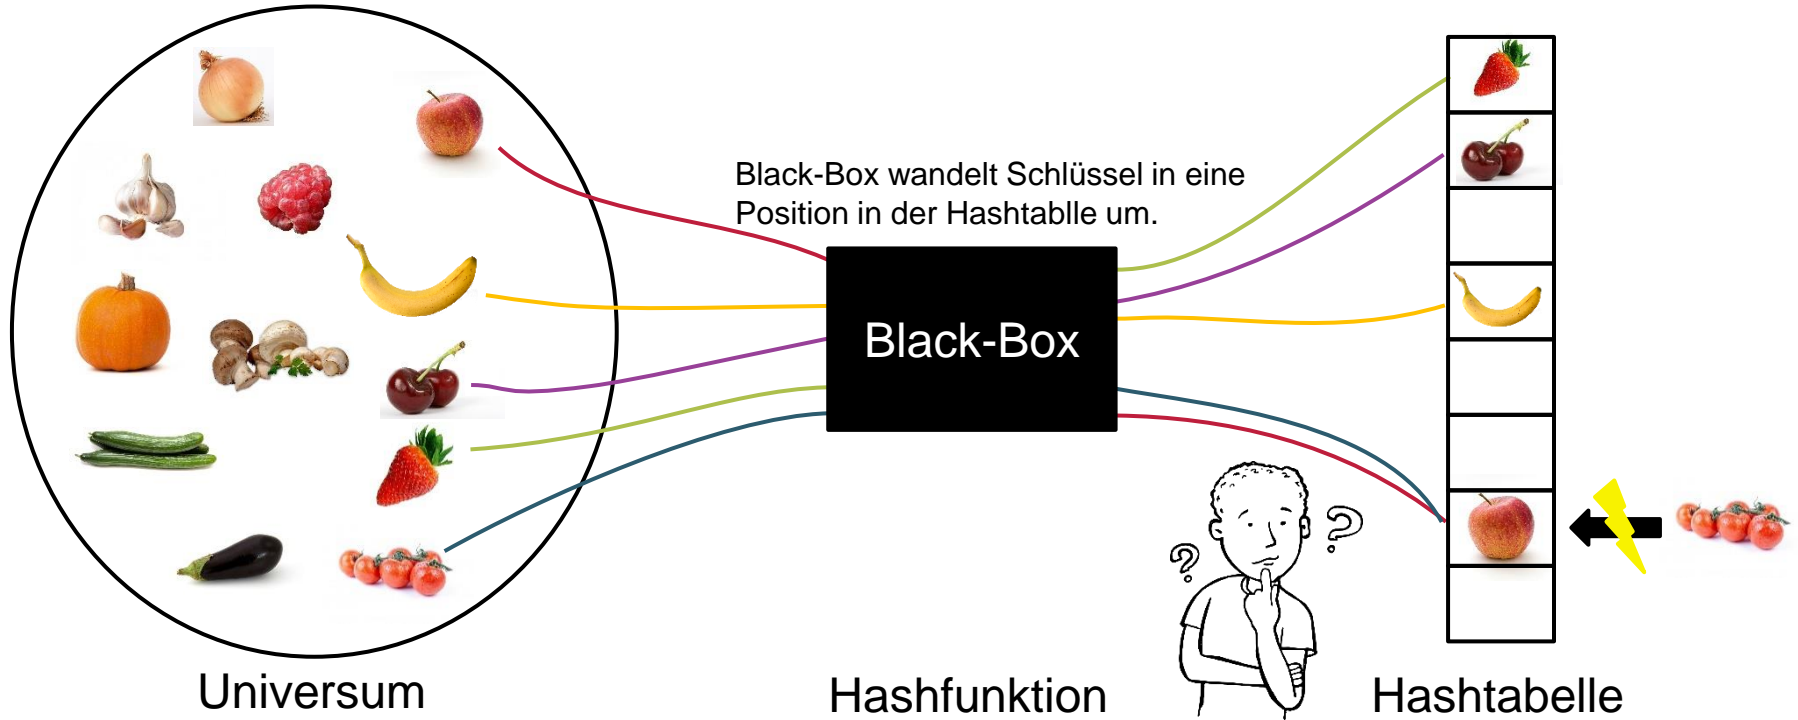 Black-Box wandelt Schlüssel in eine
Position in der Hashtablle um.
Black-Box
Universum
Hashfunktion
Hashtabelle